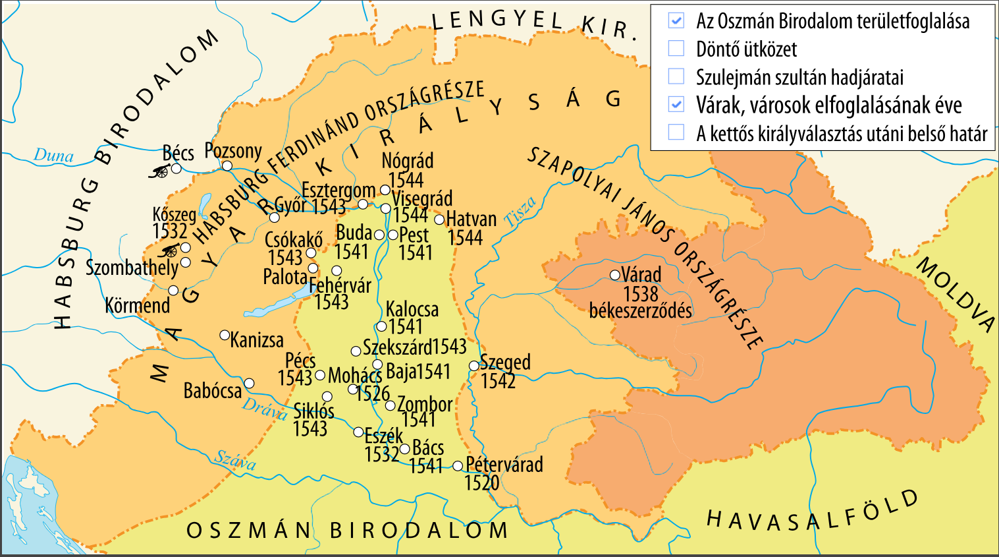 LENGYEL KIR.
Az Oszmán Birodalom területfoglalása
Döntő ütközet
Szulejmán szultán hadjáratai
Várak, városok elfoglalásának éve
A kettős királyválasztás utáni belső határ
HABSBURG BIRODALOM
HABSBURG FERDINÁND ORSZÁGRÉSZE
MAGYAR KIRÁLYSÁG
SZAPOLYAI JÁNOS ORSZÁGRÉSZE
Duna
Bécs
Pozsony
Nógrád
1544
Esztergom
1543
Visegrád
1544
Győr
Tisza
Kőszeg
1532
Hatvan
1544
Csókakő
1543
Buda
1541
Pest
1541
Szombathely
Palota
Fehérvár
1543
Várad
1538
békeszerződés
MOLDVA
Körmend
Kalocsa
1541
Kanizsa
Szekszárd 1543
Pécs
1543
Mohács
1526
Baja 1541
Szeged
1542
Babócsa
Dráva
Siklós
1543
Zombor
1541
Eszék
1532
Bács
1541
Száva
Pétervárad
1520
OSZMÁN BIRODALOM
HAVASALFÖLD